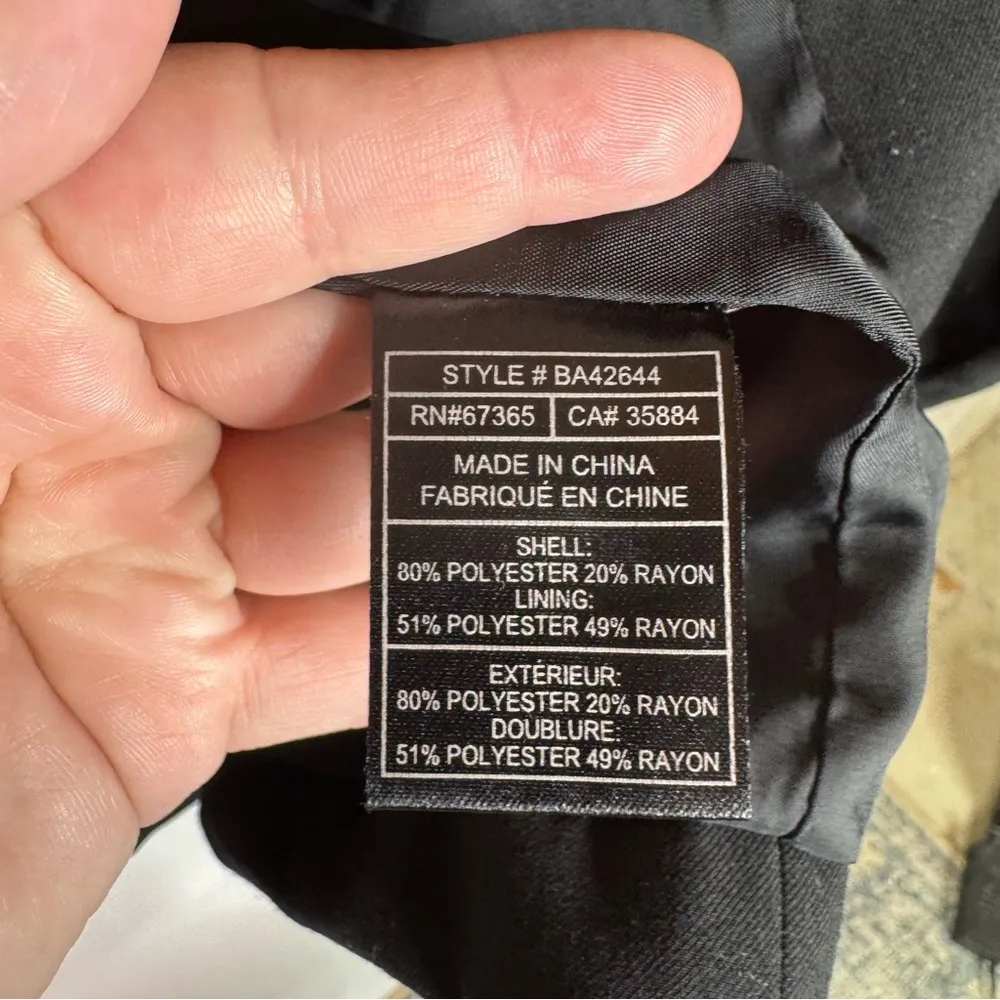 STYLE # BA42644
RN#67365 CA# 35884
MADE IN CHINA
FABRIQUÉ EN CHINE
SHELL:
80% POLYESTER 20% RAYON
LINING:
51% POLYESTER 49% RAYON
EXTÉRIEUR:
80% POLYESTER 20% RAYON
DOUBLURE:
51% POLYESTER 49% RAYON